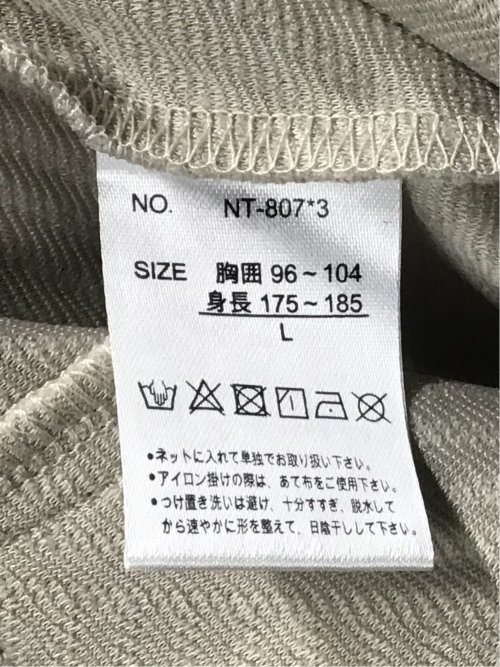 NO. NT-807*3
SIZE 胸囲 96~104
身長 175~185
L
•ネットに入れて単独でお取り扱い下さい。
•アイロン掛けの際は、あて布をご使用下さい。
•つけ置き洗いは避け、十分すすぎ、脱水して
から速やかに形を整えて、日陰干しして下さい。